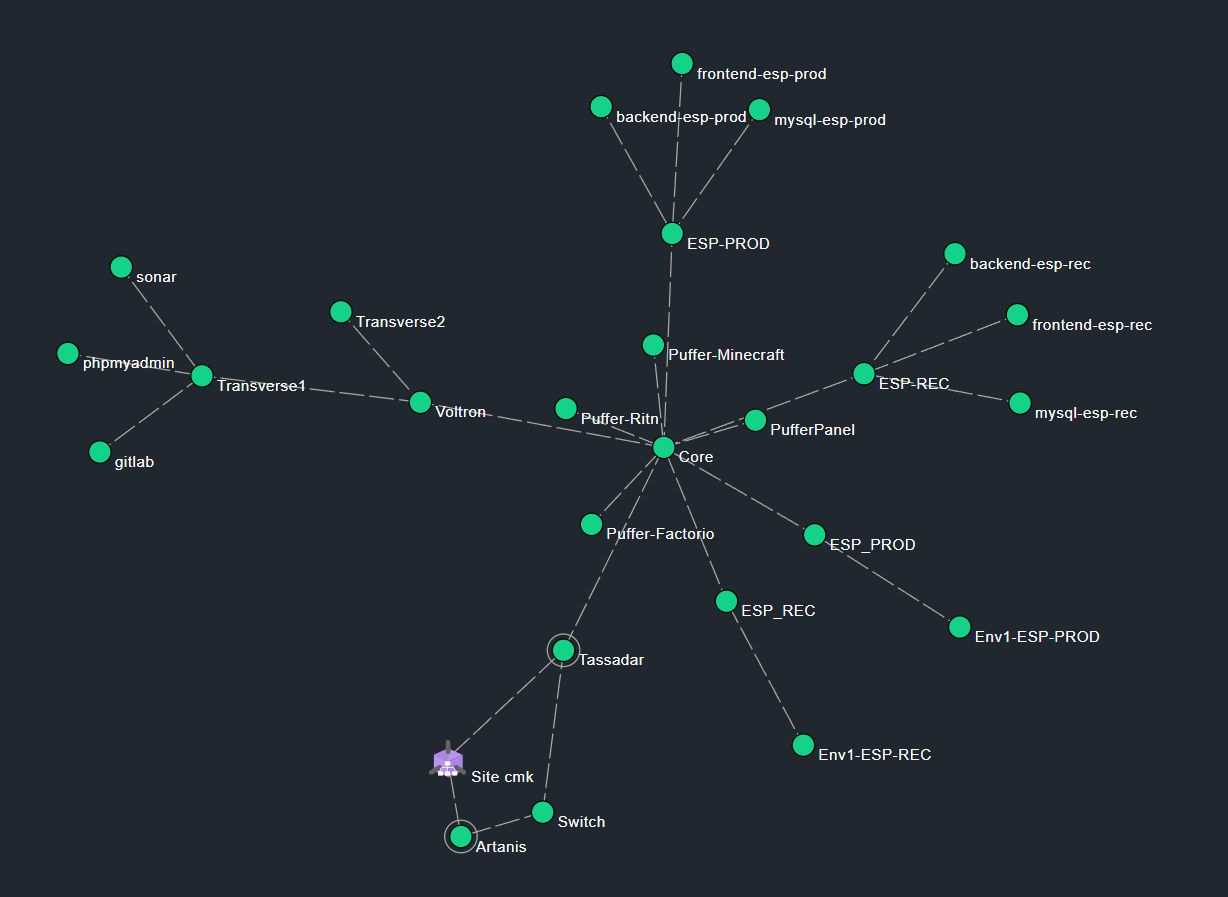 frontend-esp-prod
backend-esp-prod
mysql-esp-prod
ESP-PROD
backend-esp-rec
sonar
Transverse2
frontend-esp-rec
Puffer-Minecraft
phpmyadmin
Transverse1
ESP-REC
Voltron
mysql-esp-rec
Puffer-Ritn
PufferPanel
Core
gitlab
Puffer-Factorio
ESP_PROD
ESP_REC
Env1-ESP-PROD
Tassadar
Env1-ESP-REC
Site cmk
Switch
Artanis